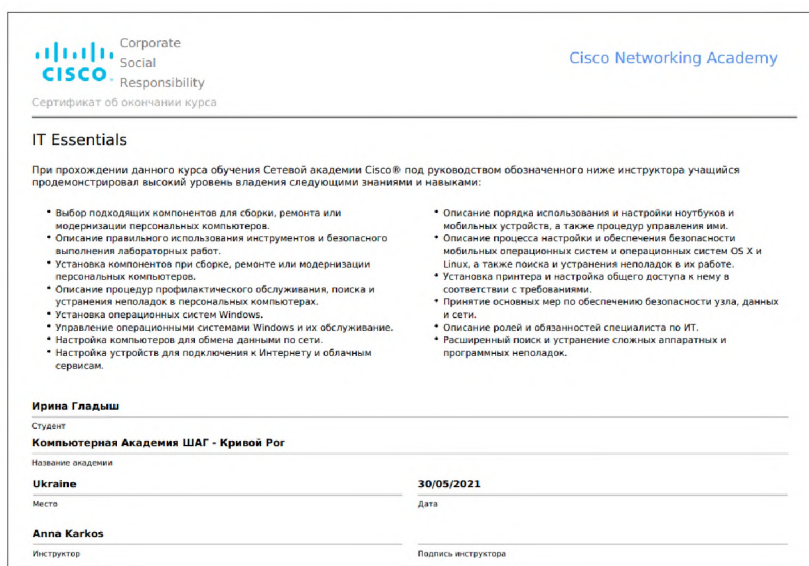 Corporate
Social
Responsibility
CISCO
Cisco Networking Academy
Сертификат об окончании курса
IT Essentials
При прохождении данного курса обучения Сетевой академии Cisco® под руководством обозначенного ниже инструктора учащийся
продемонстрировал высокий уровень владения следующими знаниями и навыками:
* Выбор подходящих компонентов для сборки, ремонта или
модернизации персональных компьютеров.
* Описание правильного использования инструментов и безопасного
выполнения лабораторных работ.
* Установка компонентов при сборке, ремонте или модернизации
персональных компьютеров.
* Описание процедур профилактического обслуживания, поиска и
устранения неполадок в персональных компьютерах.
* Установка операционных систем Windows.
* Управление операционными системами Windows и их обслуживание.
* Настройка компьютеров для обмена данными по сети.
* Настройка устройств для подключения к Интернету и облачным
сервисам.
* Описание порядка использования и настройки ноутбуков и
мобильных устройств, а также процедур управления ими.
* Описание процесса настройки и обеспечения безопасности
мобильных операционных систем и операционных систем OS X и
Linux, а также поиска и устранения неполадок в их работе.
* Установка принтера и настройка общего доступа к нему в
соответствии с требованиями.
* Принятие основных мер по обеспечению безопасности узла, данных
и сети.
* Описание ролей и обязанностей специалиста по ИТ.
* Расширенный поиск и устранение сложных аппаратных и
программных неполадок.
Ирина Гладыш
Студент
Компьютерная Академия ШАГ - Кривой Рог
Название академии
Ukraine
Место
30/05/2021
Дата
Anna Karkos
Инструктор
Подпись инструктора